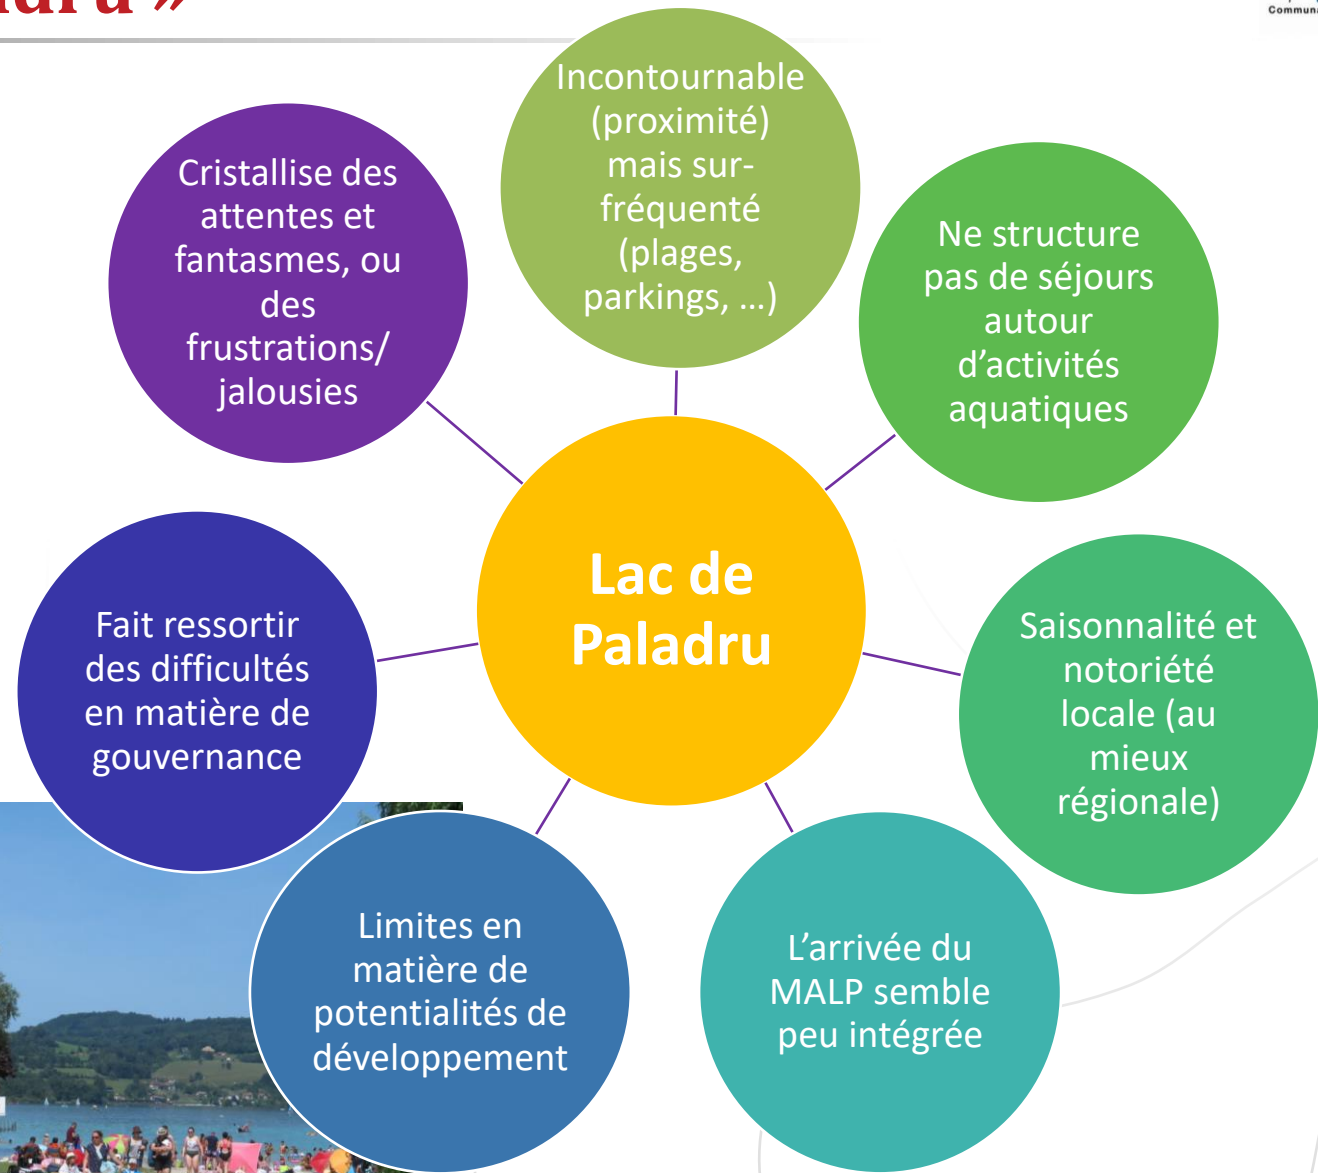 Incontournable
(proximité)
mais sur-
fréquenté
(plages,
parkings, …)
Ne structure
pas de séjours
autour
d’activités
aquatiques
Saisonnalité et
notoriété
locale (au
mieux
régionale)
L’arrivée du
MALP semble
peu intégrée
Limites en
matière de
potentialités de
développement
Fait ressortir
des difficultés
en matière de
gouvernance
Cristallise des
attentes et
fantasmes, ou
des
frustrations/
jalousies
Lac de
Paladru